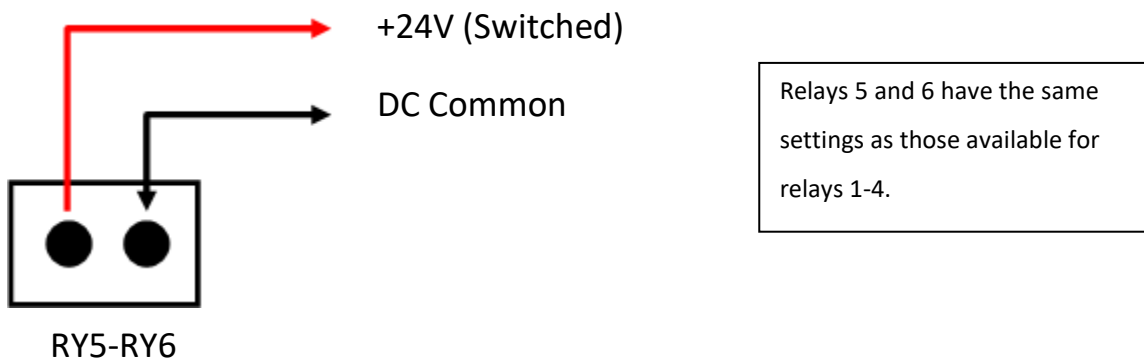 +24V (Switched)
DC Common
Relays 5 and 6 have the same
settings as those available for
relays 1-4.
RY5-RY6